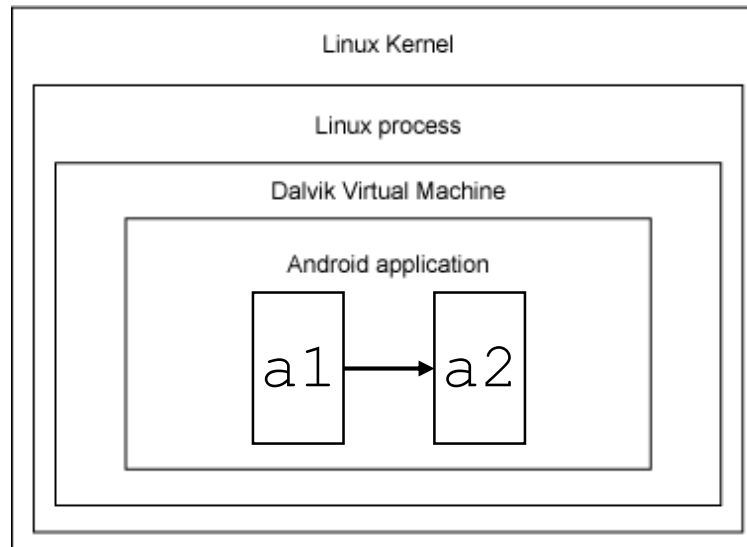 Linux Kernel
Linux process
Dalvik Virtual Machine
Android application
a1 a2